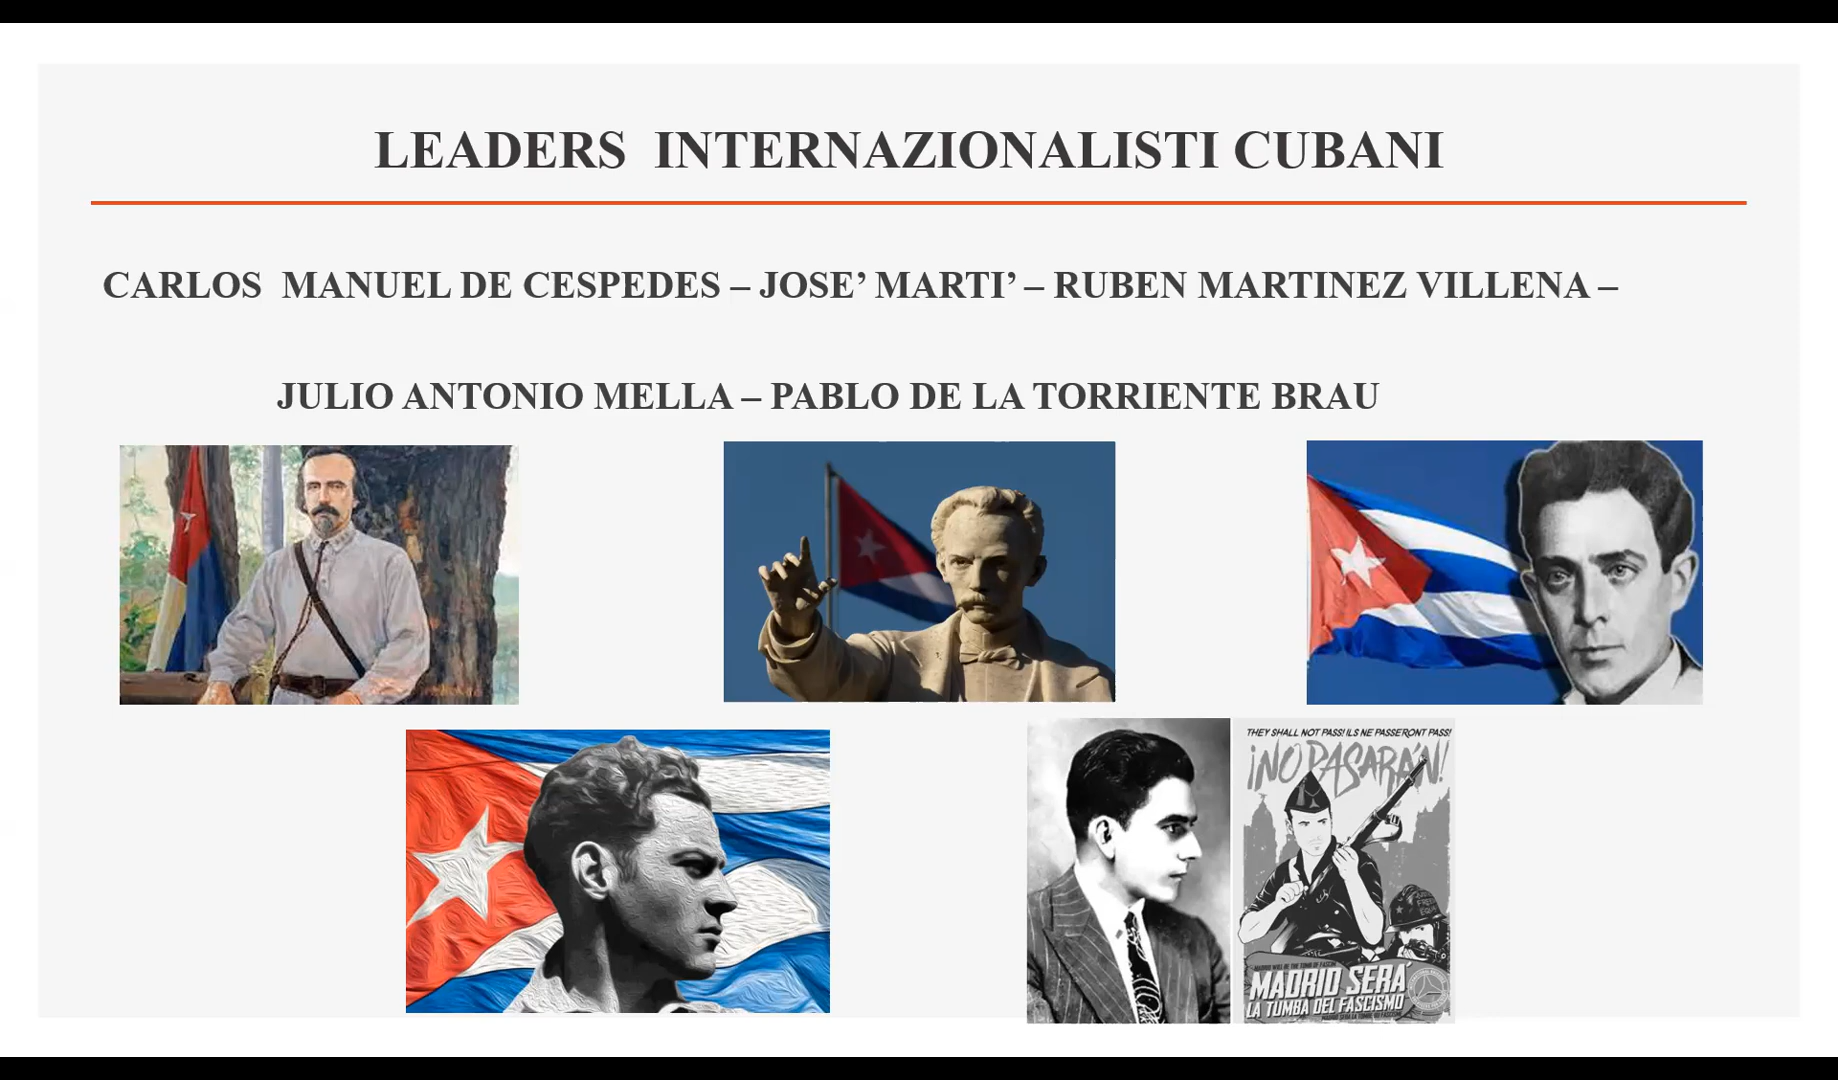 LEADERS INTERNAZIONALISTI CUBANI
CARLOS MANUEL DE CESPEDES – JOSE’ MARTI’ – RUBEN MARTINEZ VILLENA –
JULIO ANTONIO MELLA – PABLO DE LA TORRIENTE BRAU
THEY SHALL NOT PASS! ILS NE PASSERONT PASS!
¡NO PASARÁN!
MADRID SERA
LA TUMBA DEL FASCISMO